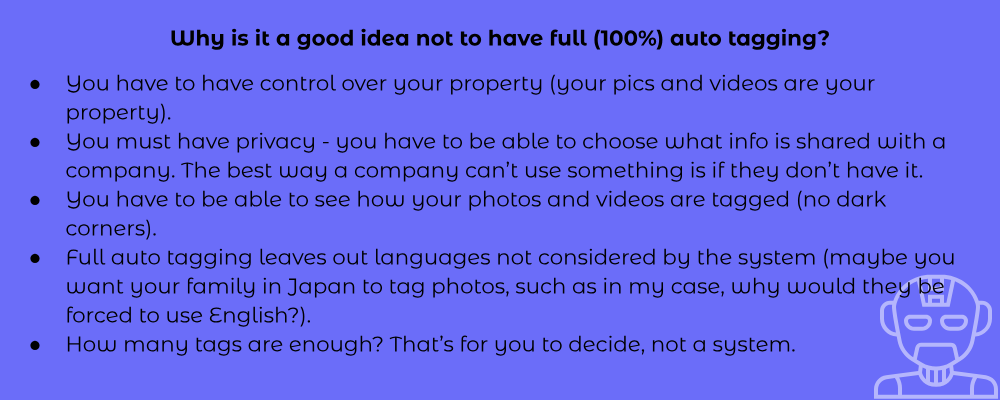 Why is it a good idea not to have full (100%) auto tagging?
● You have to have control over your property (your pics and videos are your
property).
● You must have privacy - you have to be able to choose what info is shared with a
company. The best way a company can’t use something is if they don’t have it.
● You have to be able to see how your photos and videos are tagged (no dark
corners).
● Full auto tagging leaves out languages not considered by the system (maybe you
want your family in Japan to tag photos, such as in my case, why would they be
forced to use English?).
● How many tags are enough? That’s for you to decide, not a system.